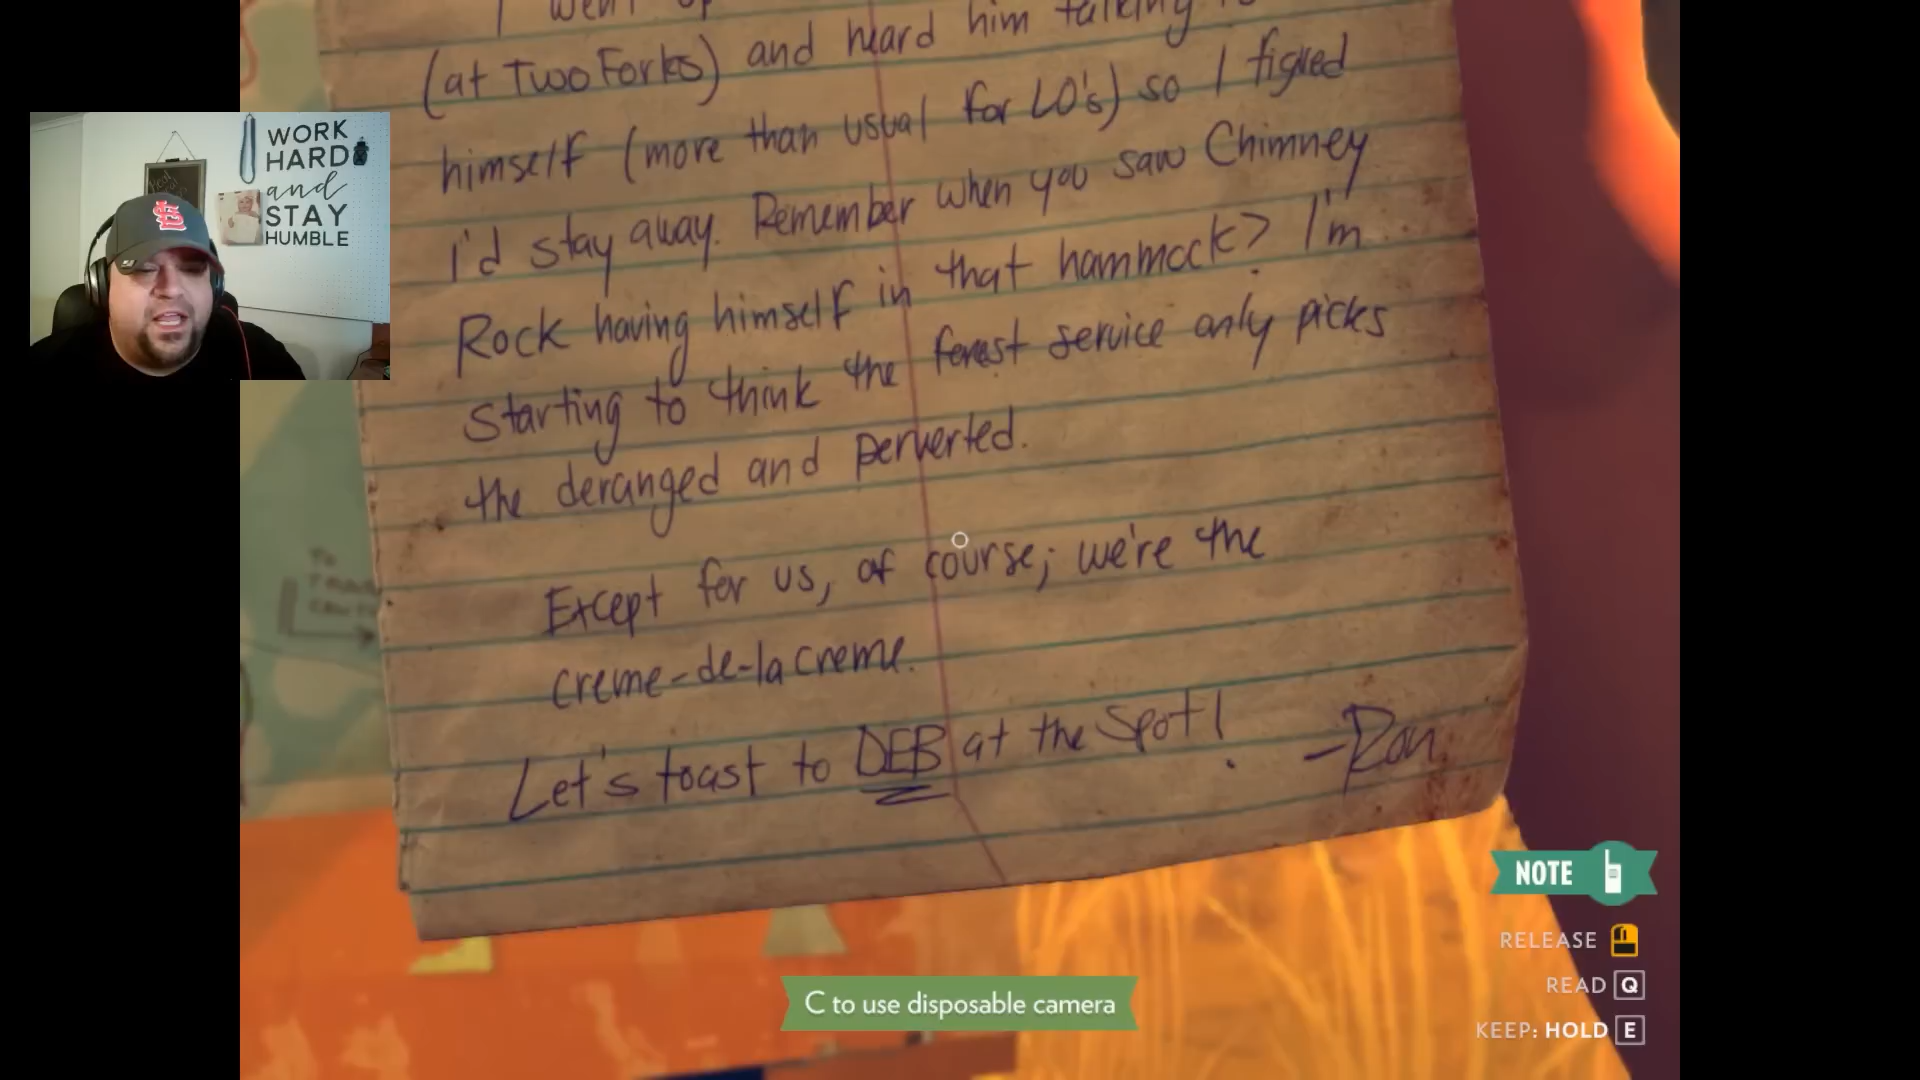 I went up
(at Two Forks) and heard him talking to
himself (more than usual for LO's) so I figured
I'd stay away. Remember when you saw Chimney
Rock having himself in that hammock? I'm
starting to think the forest service only picks
the deranged and perverted.
Except for us, of course; we're the
creme-de-la creme.
Let's toast to DEB at the Spot! -Ron
WORK
HARD
and
STAY
HUMBLE
TO
NOTE
RELEASE
READ Q
KEEP: HOLD E
C to use disposable camera